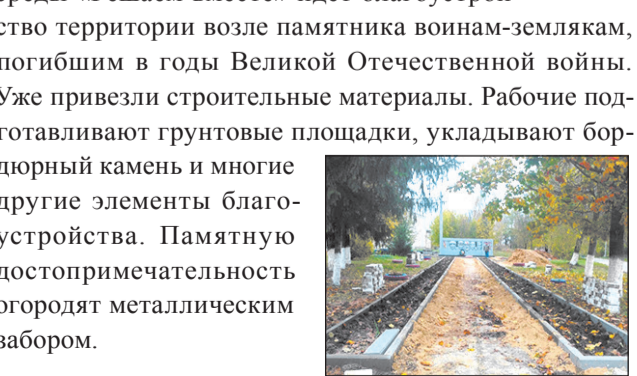 ство территории возле памятника воинам-землякам,
погибшим в годы Великой Отечественной войны.
Уже привезли строительные материалы. Рабочие под-
готавливают грунтовые площадки, укладывают бор-
дюрный камень и многие
другие элементы благо-
устройства. Памятную
достопримечательность
огородят металлическим
забором.